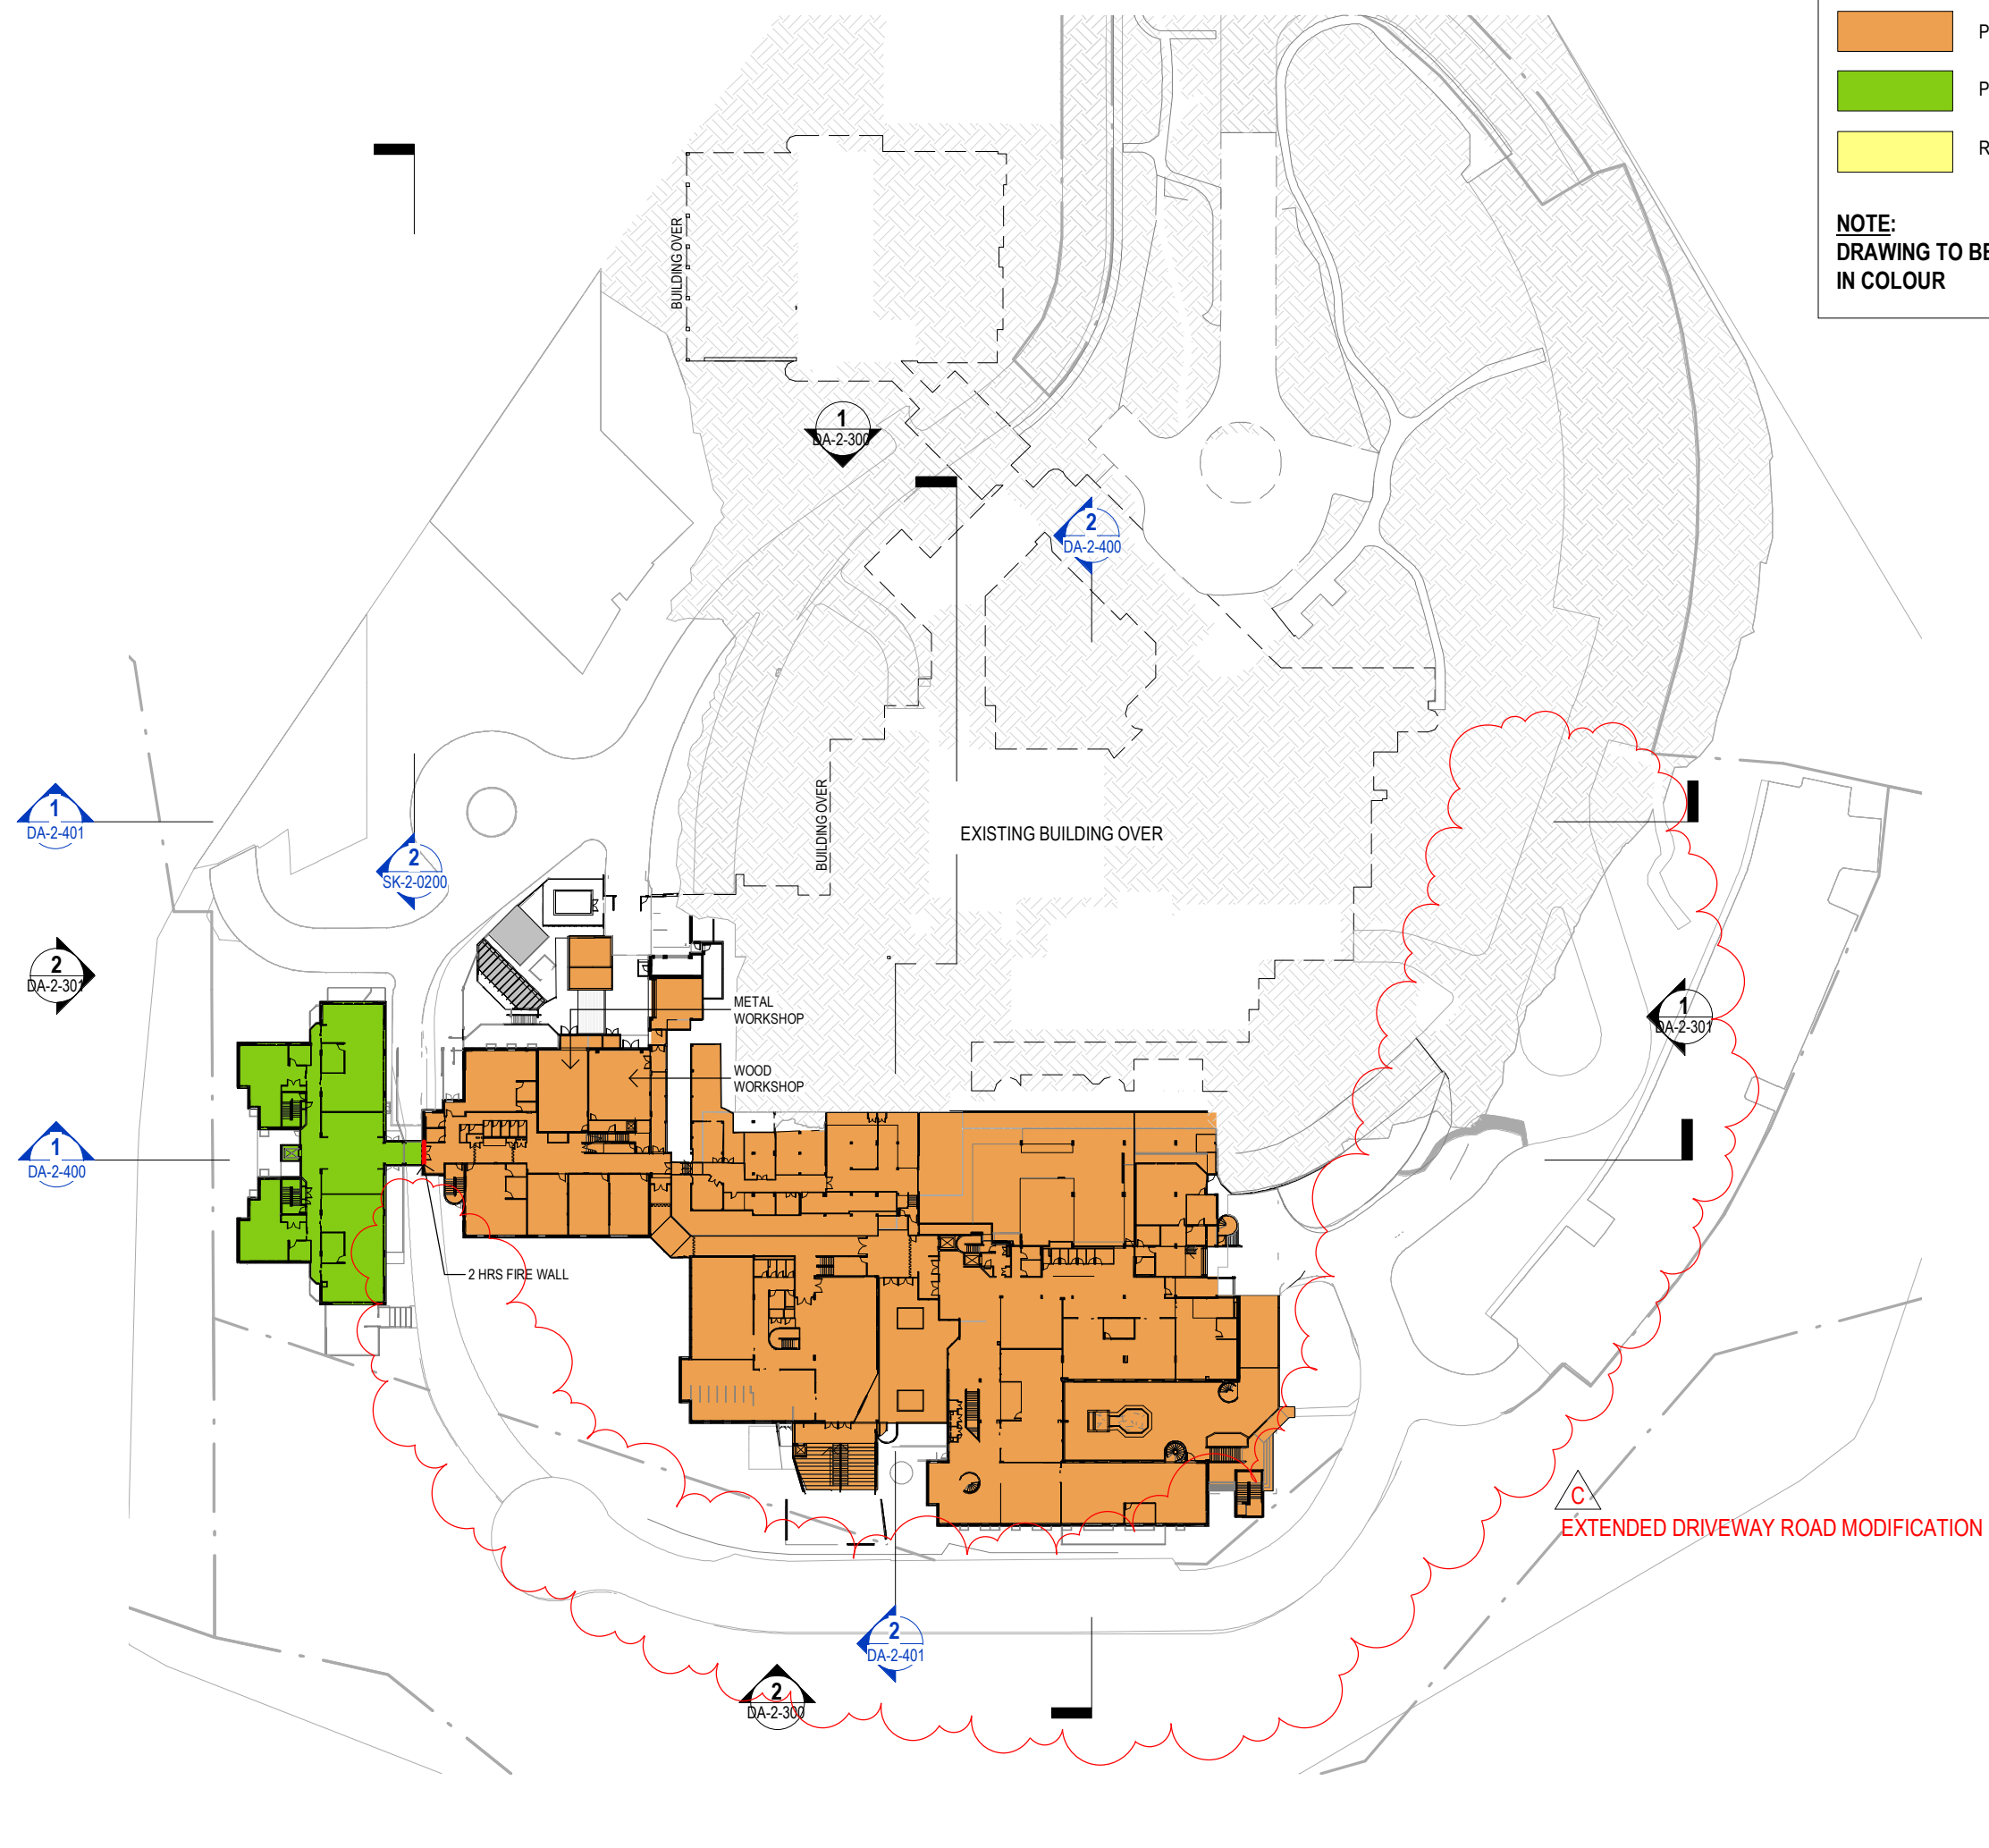 P
P
R
NOTE:
DRAWING TO BE
IN COLOUR
BUILDING OVER
1
DA-2-300
2
DA-2-400
BUILDING OVER
EXISTING BUILDING OVER
1
DA-2-401
2
SK-2-0200
2
DA-2-301
METAL
WORKSHOP
1
DA-2-301
WOOD
WORKSHOP
1
DA-2-400
2 HRS FIRE WALL
C
EXTENDED DRIVEWAY ROAD MODIFICATION
2
DA-2-401
2
DA-2-300